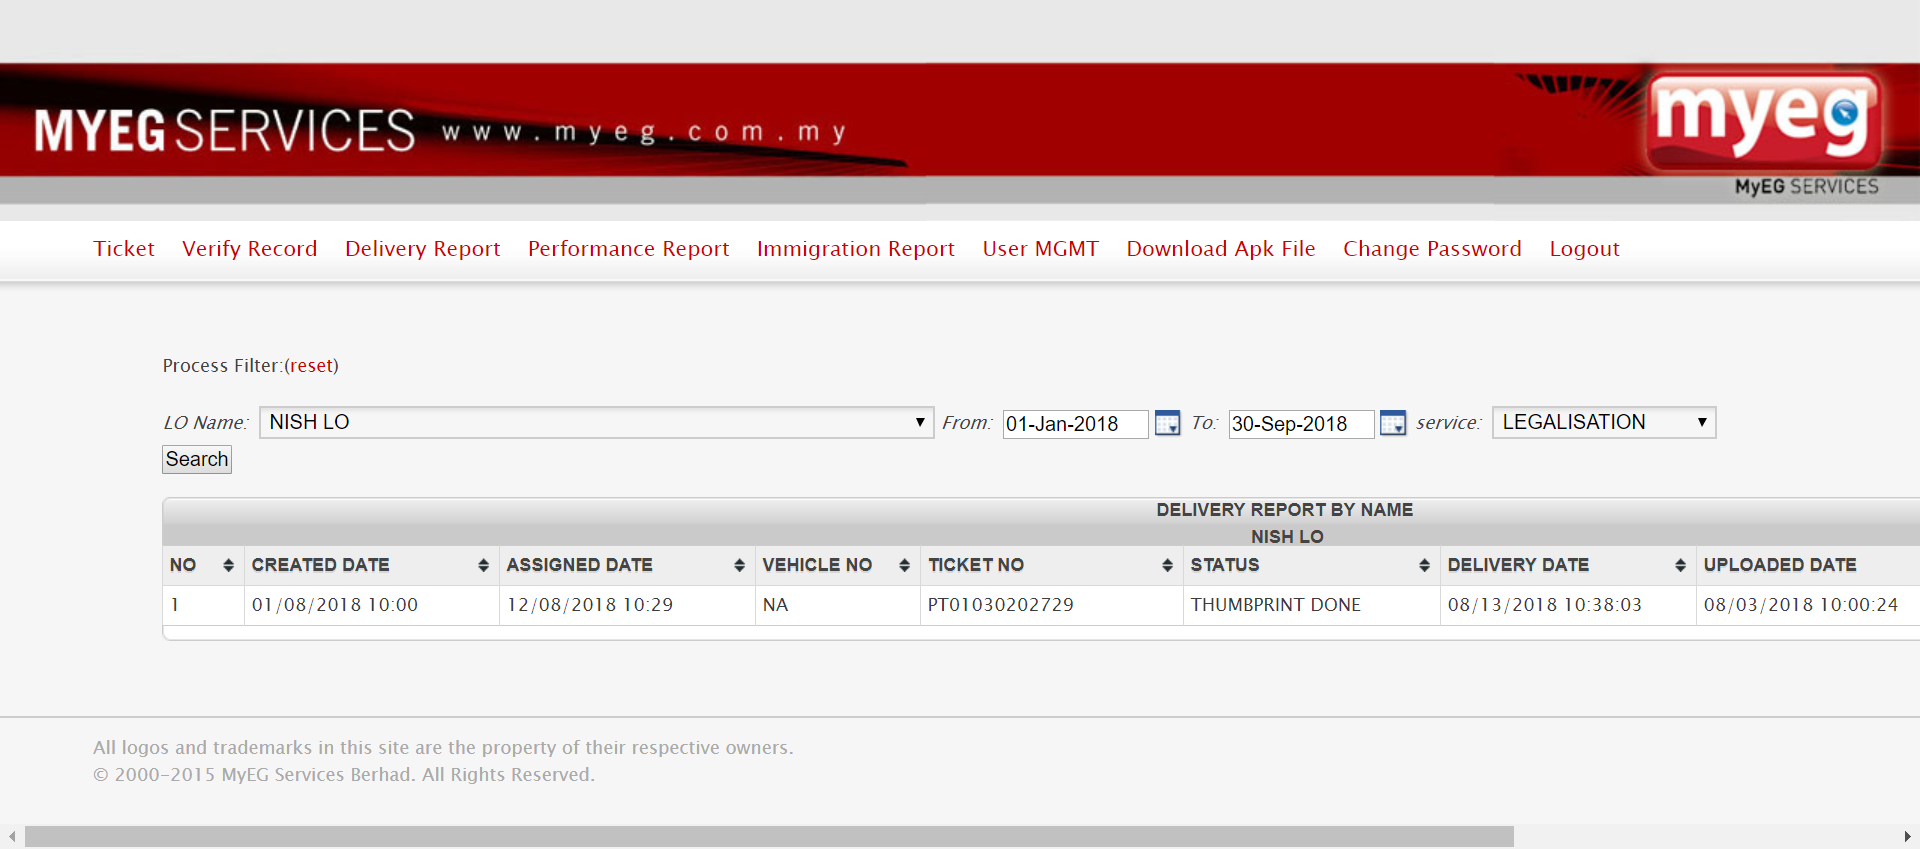 MYEG SERVICES www.myeg.com.my
myeg
MyEG SERVICES
Ticket Verify Record Delivery Report Performance Report Immigration Report User MGMT Download Apk File Change Password Logout
Process Filter:(reset)
LO Name: NISH LO From: 01-Jan-2018 To: 30-Sep-2018 service: LEGALISATION
Search
DELIVERY REPORT BY NAME
NISH LO
NO CREATED DATE ASSIGNED DATE VEHICLE NO TICKET NO STATUS DELIVERY DATE UPLOADED DATE
1 01/08/2018 10:00 12/08/2018 10:29 NA PT01030202729 THUMBPRINT DONE 08/13/2018 10:38:03 08/03/2018 10:00:24
All logos and trademarks in this site are the property of their respective owners.
© 2000-2015 MyEG Services Berhad. All Rights Reserved.